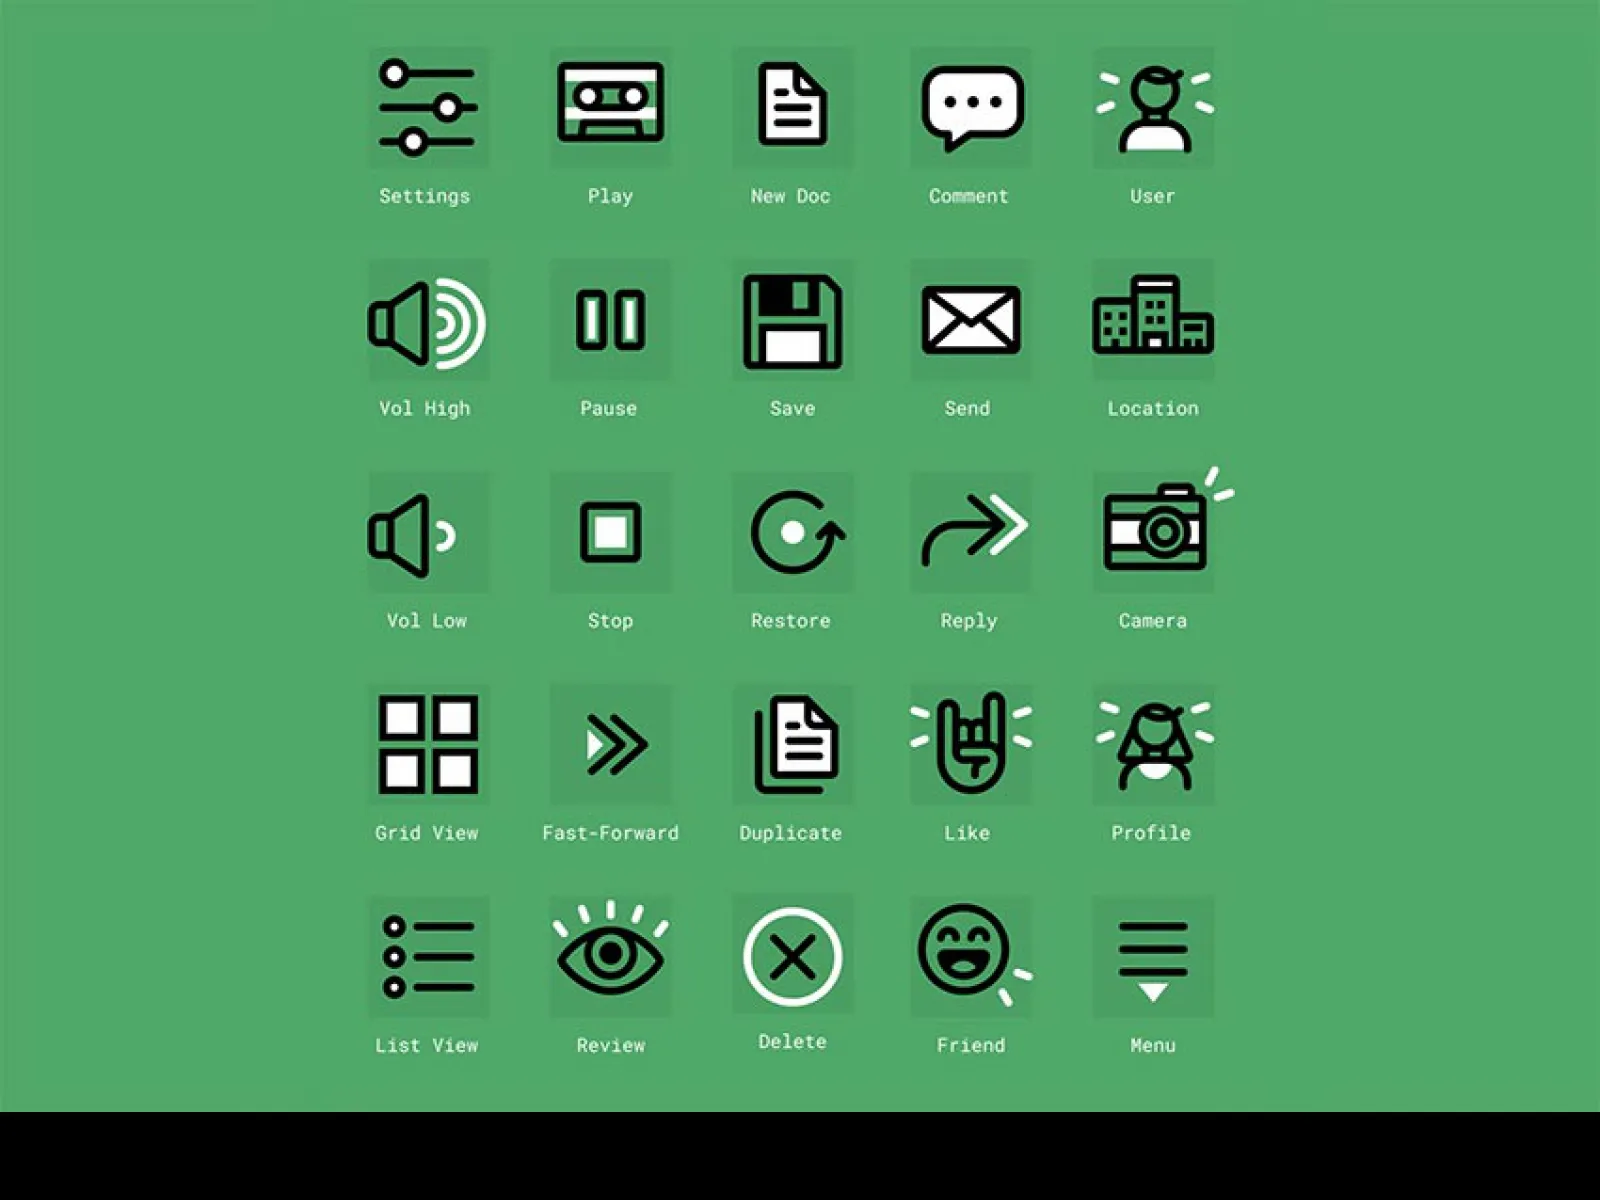 Settings Play New Doc Comment User
Vol High Pause Save Send Location
Vol Low Stop Restore Reply Camera
Grid View Fast-Forward Duplicate Like Profile
List View Review Delete Friend Menu